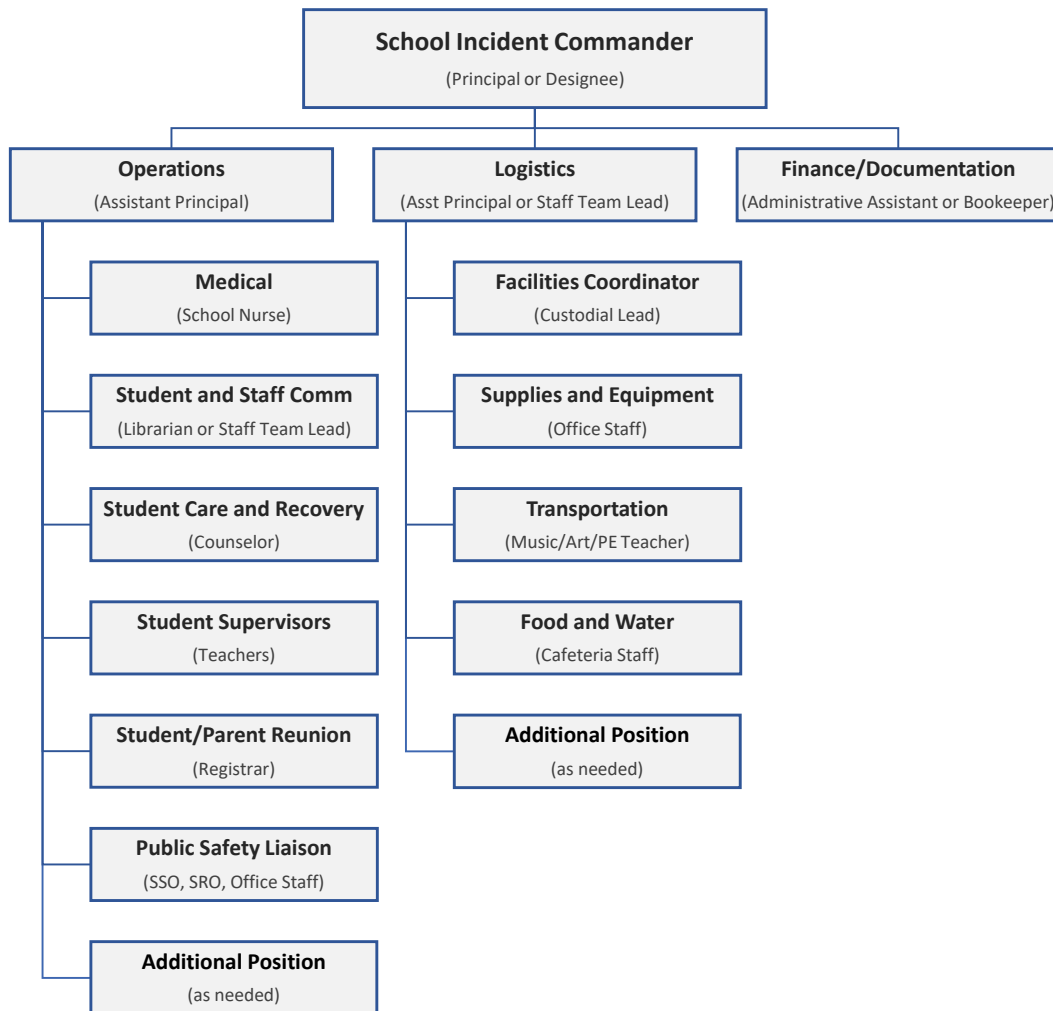 School Incident Commander
(Principal or Designee)
Operations
(Assistant Principal)
Logistics
(Asst Principal or Staff Team Lead)
Finance/Documentation
(Administrative Assistant or Bookeeper)
Medical
(School Nurse)
Student and Staff Comm
(Librarian or Staff Team Lead)
Student Care and Recovery
(Counselor)
Student Supervisors
(Teachers)
Student/Parent Reunion
(Registrar)
Public Safety Liaison
(SSO, SRO, Office Staff)
Additional Position
(as needed)
Facilities Coordinator
(Custodial Lead)
Supplies and Equipment
(Office Staff)
Transportation
(Music/Art/PE Teacher)
Food and Water
(Cafeteria Staff)
Additional Position
(as needed)